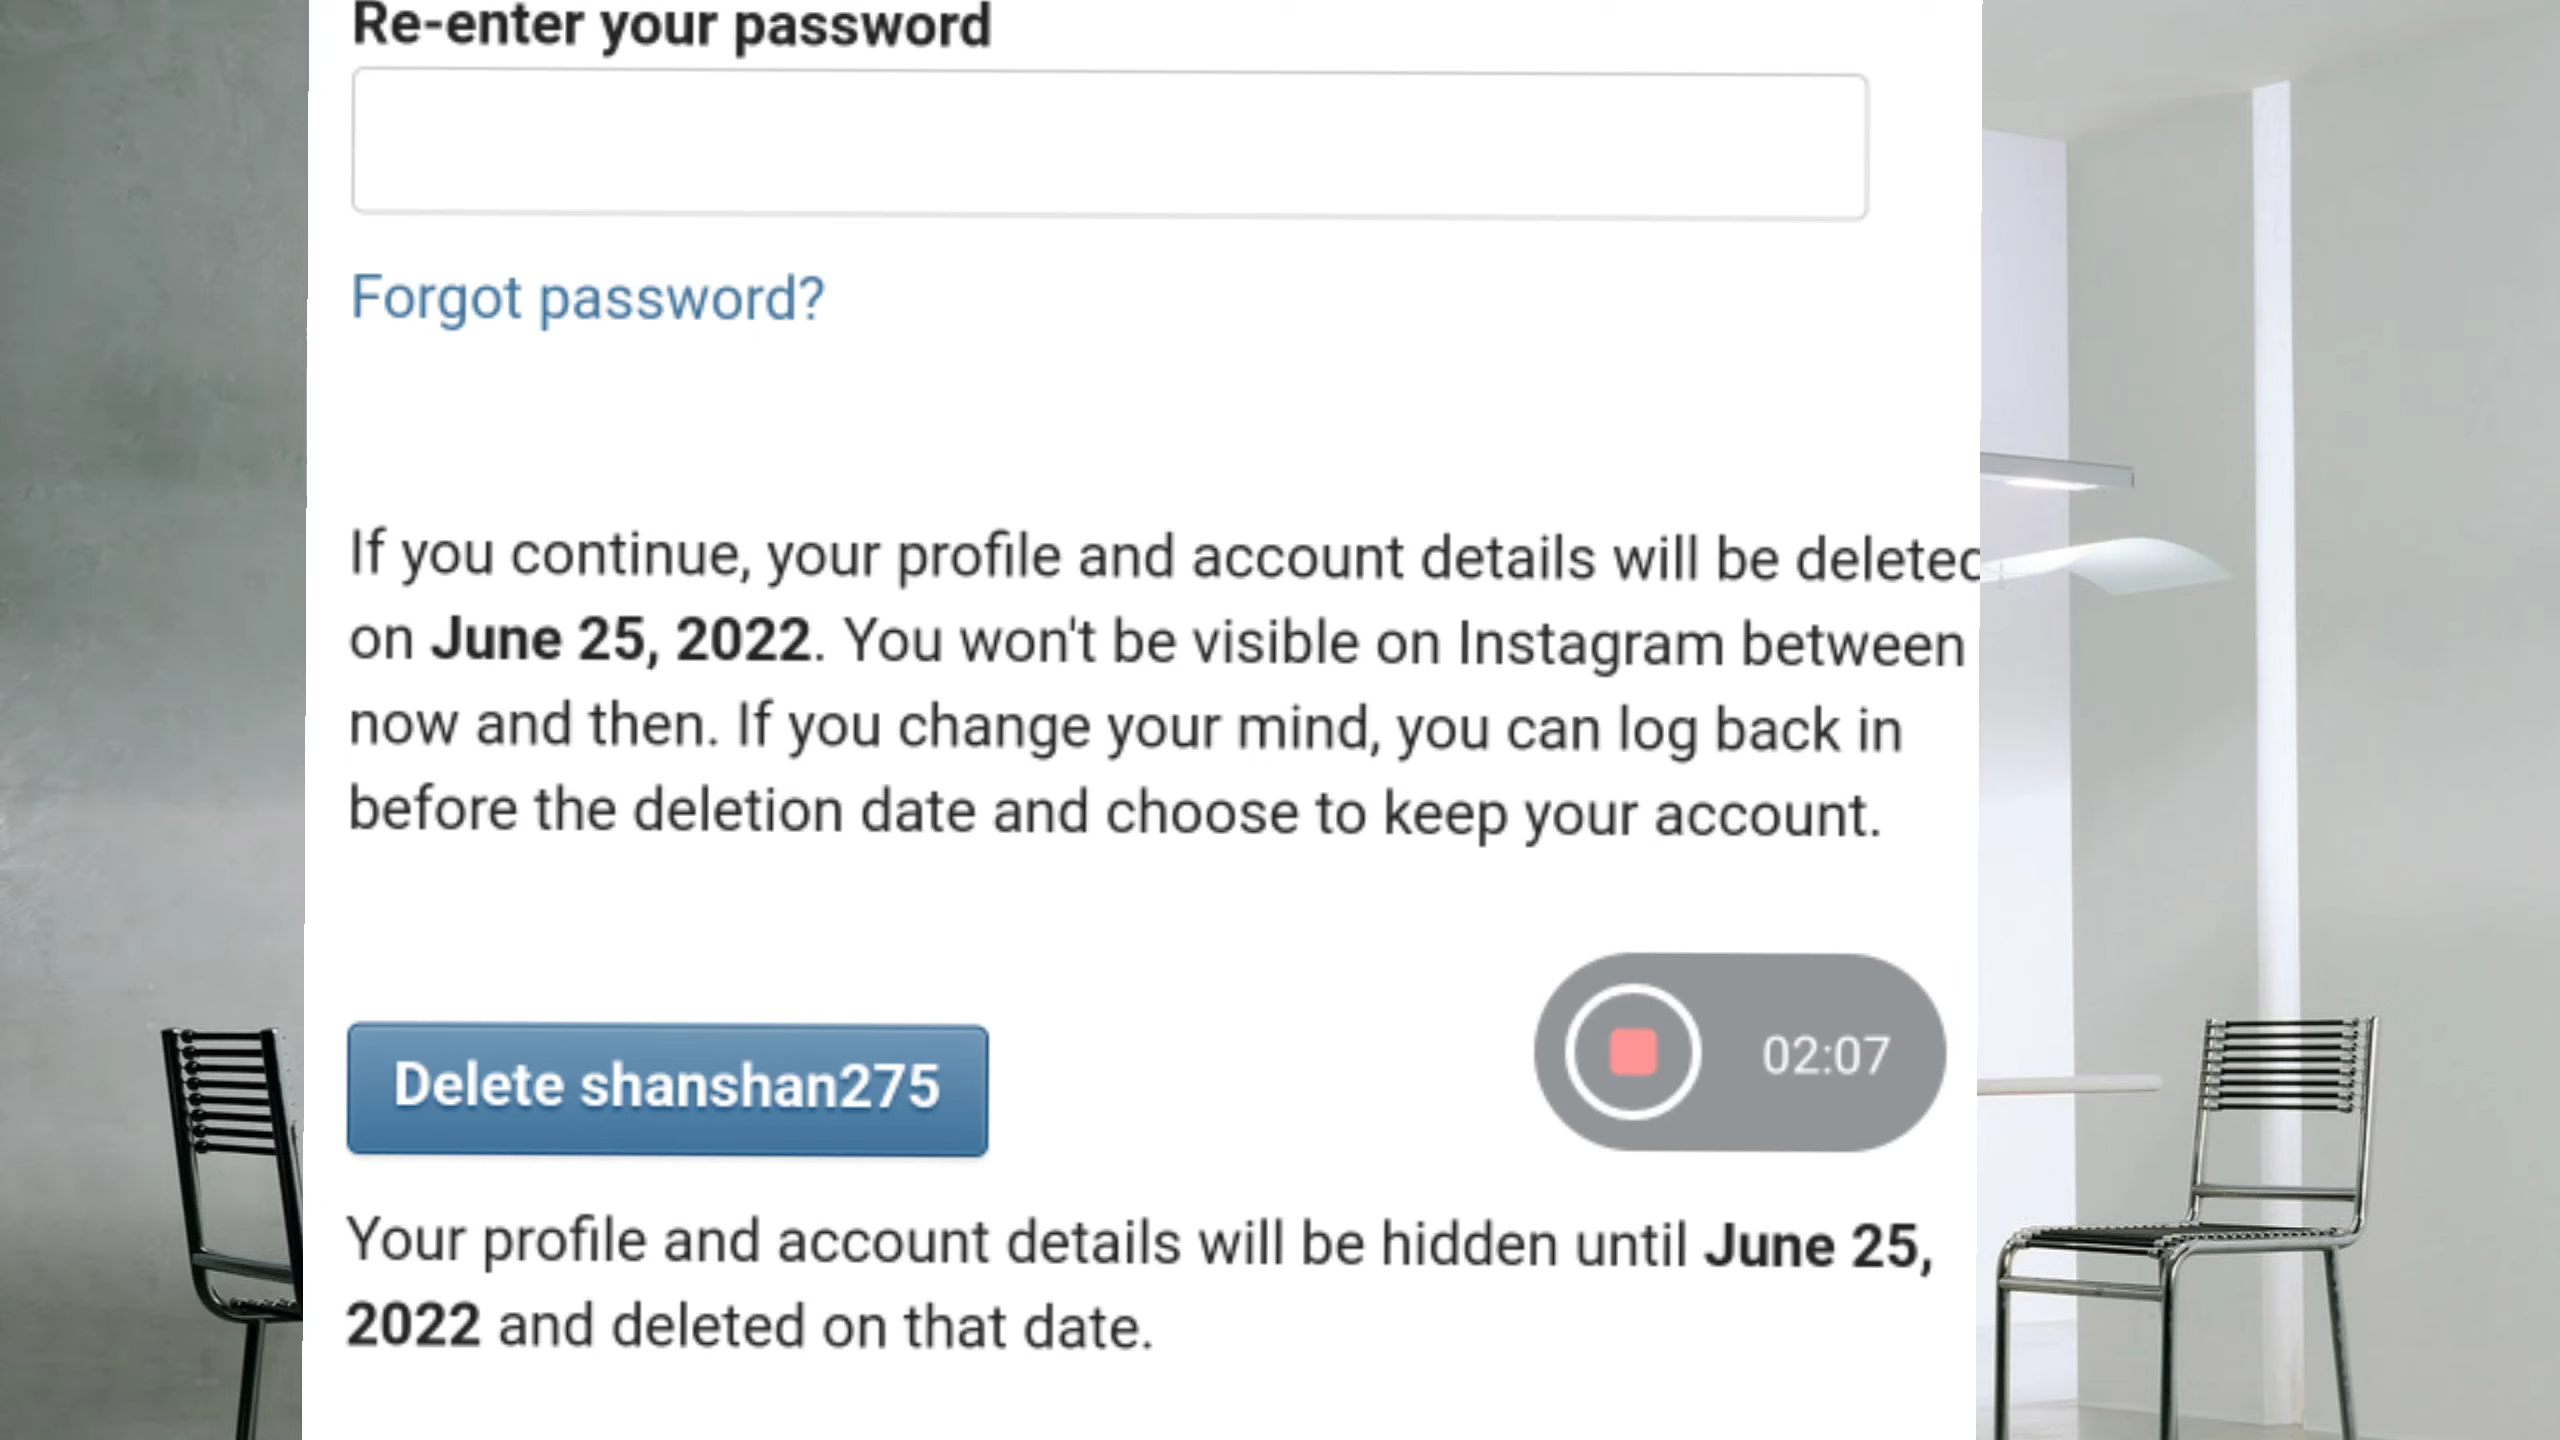 Re-enter your password
Forgot password?
If you continue, your profile and account details will be deleted
on June 25, 2022. You won't be visible on Instagram between
now and then. If you change your mind, you can log back in
before the deletion date and choose to keep your account.
Delete shanshan275
02:07
Your profile and account details will be hidden until June 25,
2022 and deleted on that date.